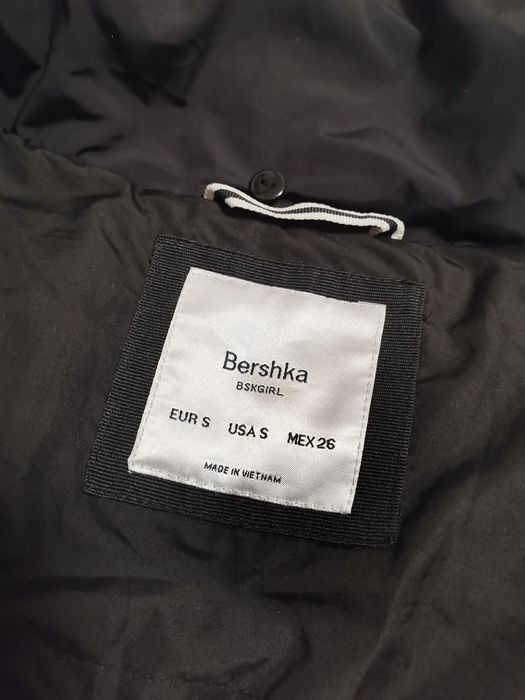 Bershka
BSKGIRL
EUR S USA S MEX 26
MADE IN VIETNAM